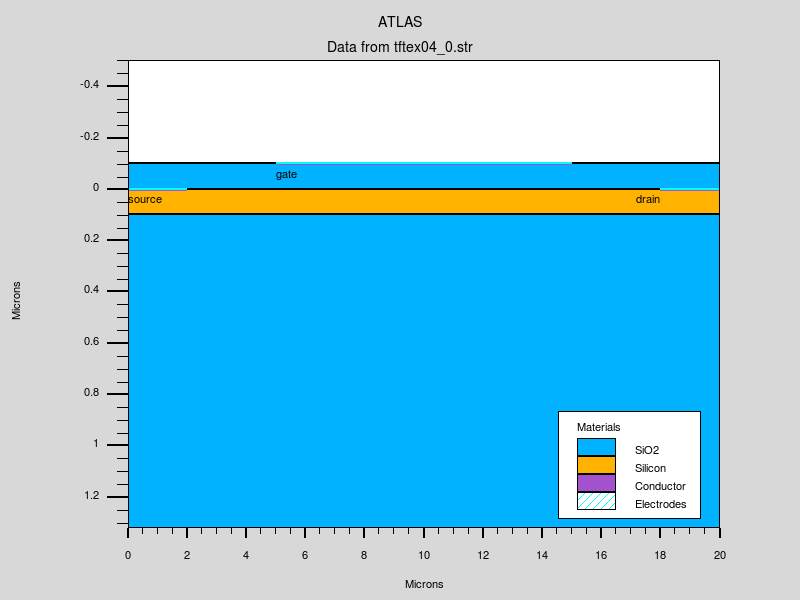 ATLAS
Data from tftex04_0.str
-0.4
-0.2
0
0.2
0.4
0.6
0.8
1
1.2
Microns
gate
source
drain
Materials
SiO2
Silicon
Conductor
Electrodes
0 2 4 6 8 10 12 14 16 18 20
Microns